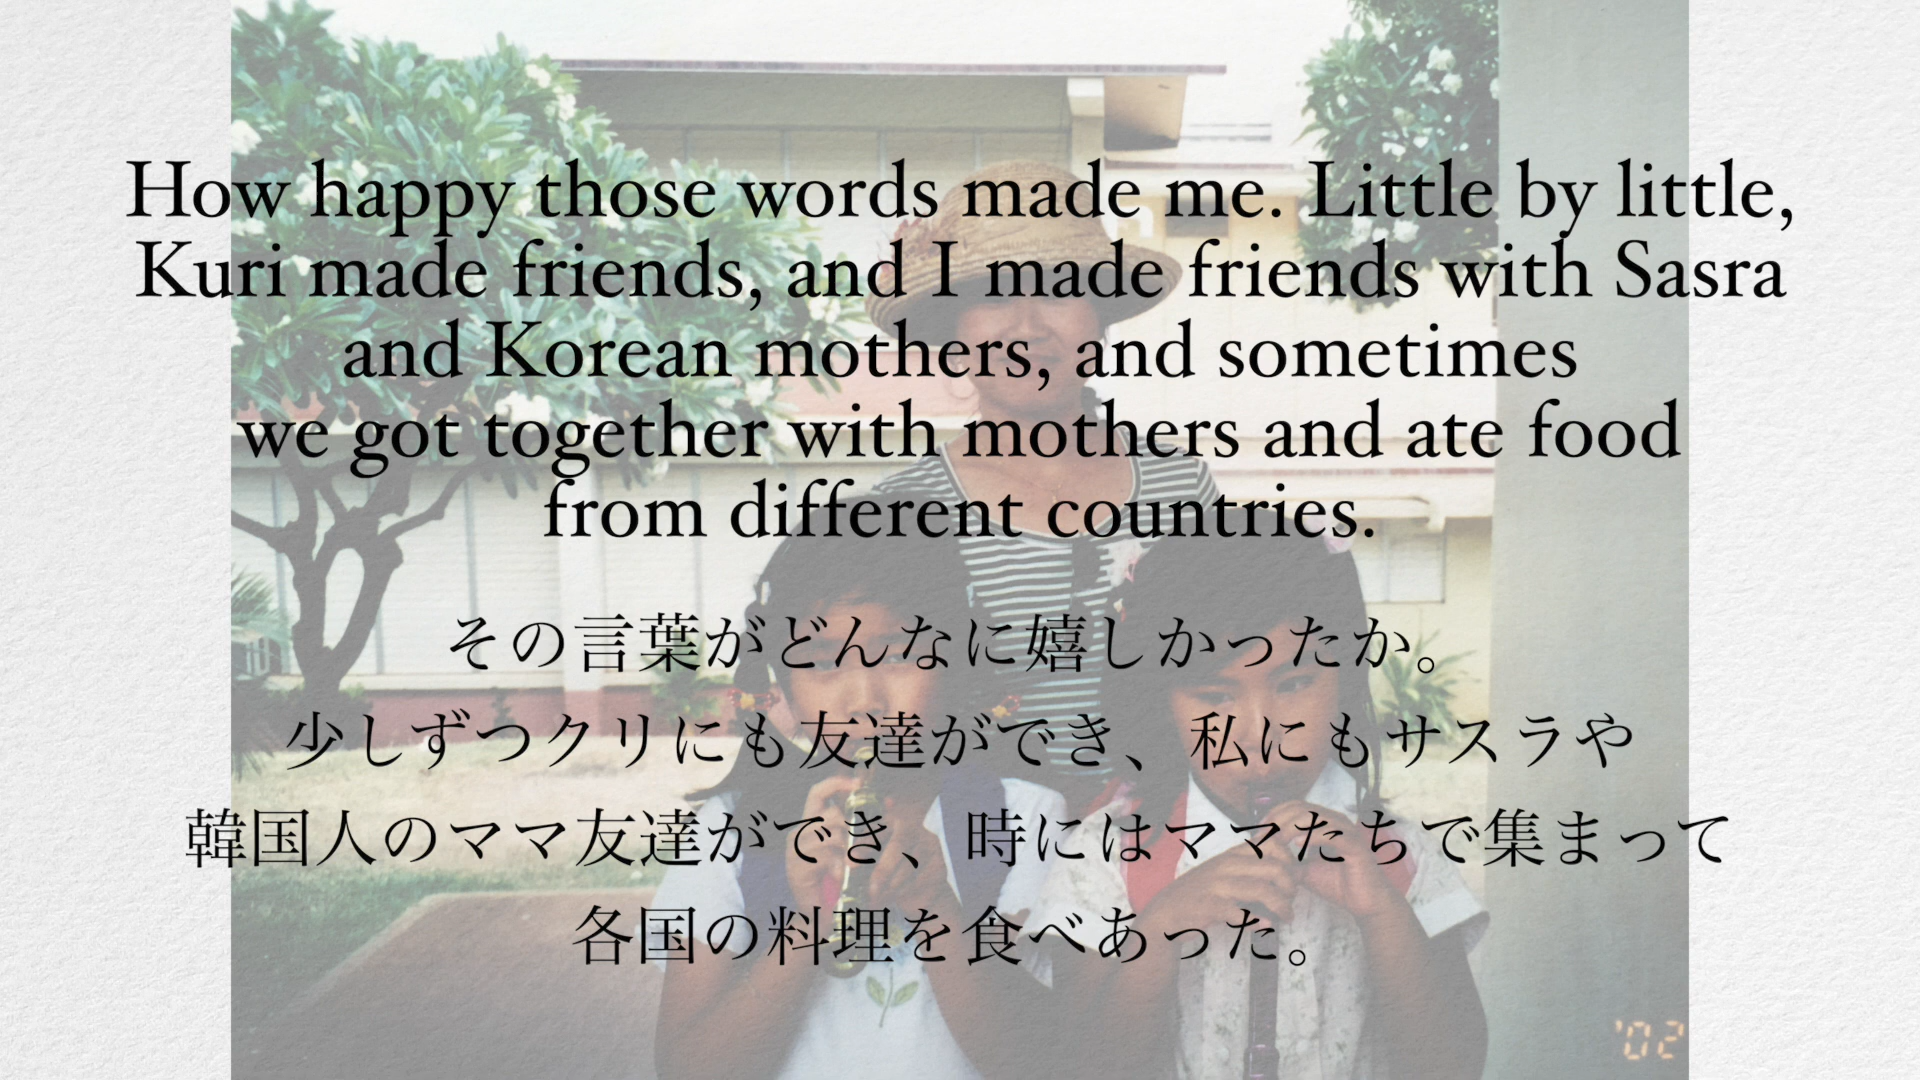 How happy those words made me. Little by little,
Kuri made friends, and I made friends with Sasra
and Korean mothers, and sometimes
we got together with mothers and ate food
from different countries.
その言葉がどんなに嬉しかったか。
少しずつクリにも友達ができ、私にもサスラや
韓国人のママ友達ができ、時にはママたちで集まって
各国の料理を食べあった。
'02